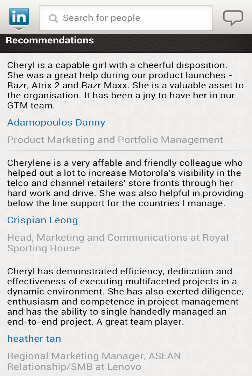 in
Search for people
Recommendations
Cheryl is a capable girl with a cheerful disposition.
She was a great help during our product launches -
Razr, Atrix 2 and Razr Maxx. She is a valuable asset to
the organisation. It has been a joy to have her in our
GTM team.
Adamopoulos Danny
Product Marketing and Portfolio Management
Cherylene is a very affable and friendly colleague who
helped out a lot to increase Motorola's visibility in the
telco and channel retailers' store fronts through her
hard work and drive. She was also helpful in providing
below the line support for the countries I manage.
Crispian Leong
Head, Marketing and Communications at Royal
Sporting House
Cheryl has demonstrated efficiency, dedication and
effectiveness of executing multifaceted projects in a
dynamic environment. She has also exerted diligence,
enthusiasm and competence in project management
and has the ability to single handedly managed an
end-to-end project. A great team player.
heather tan
Regional Marketing Manager, ASEAN
Relationship/SMB at Lenovo